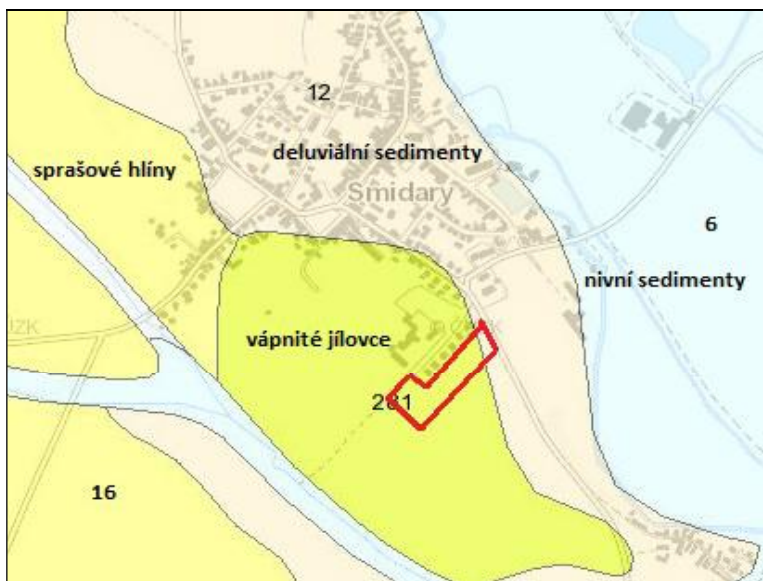 12
deluviální sedimenty
sprašové hlíny
Smidary
6
nivní sedimenty
vápnité jílovce
281
16